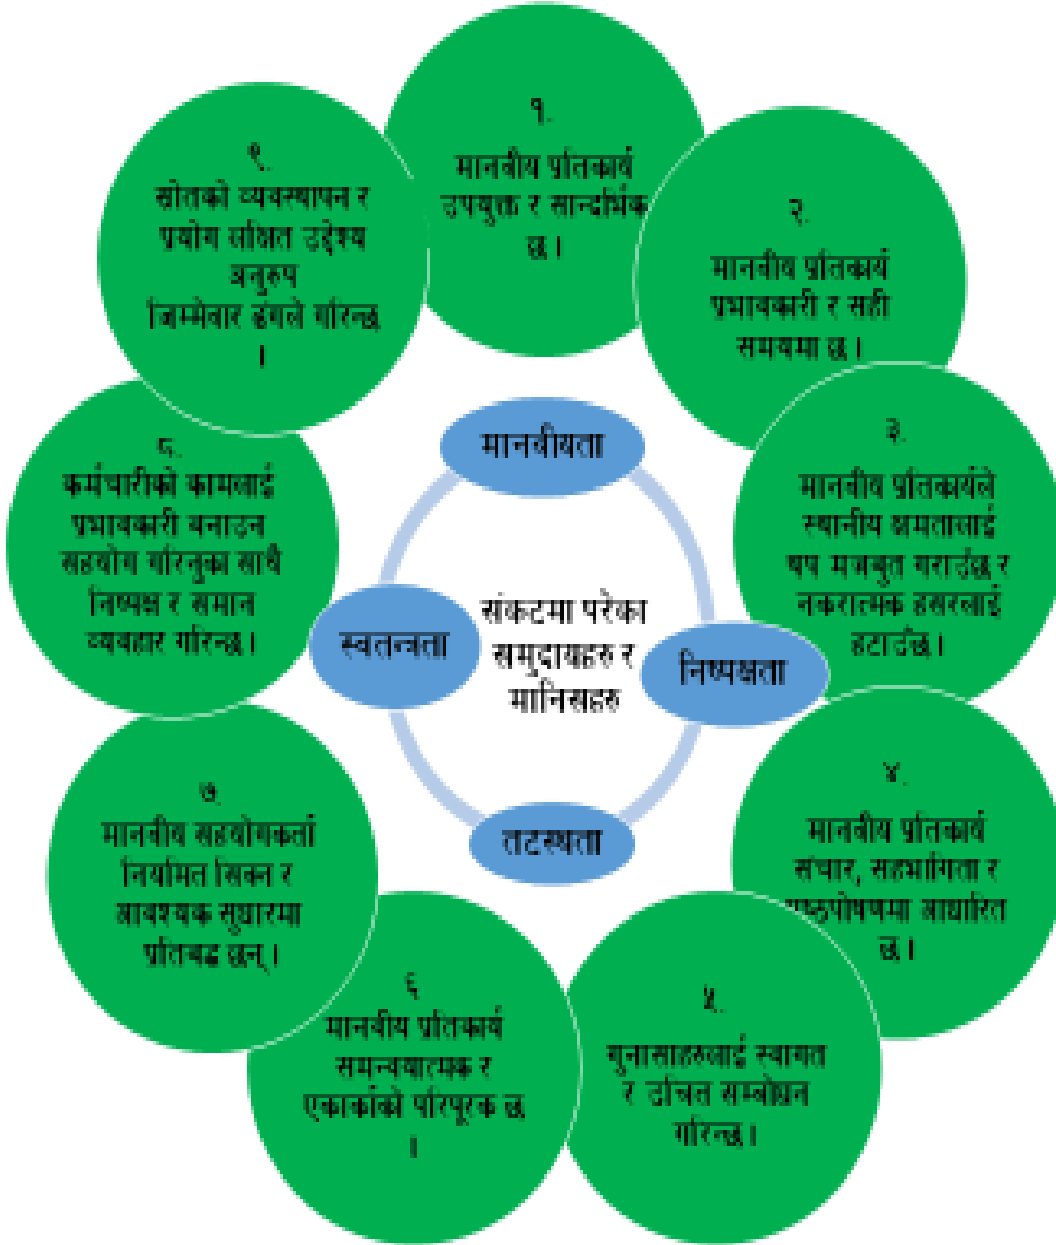 १.
मानवीय प्रतिकार्य
उपयुक्त र सान्दर्भिक
छ।
२.
मानवीय प्रतिकार्य
प्रभावकारी र सही
समयमा छ।
३.
मानवीय प्रतिकार्यले
स्थानीय क्षमतालाई
थप मजबुत गराउँछ र
नकरात्मक हसरलाई
हटाउँछ।
४.
मानवीय प्रतिकार्य
संचार, सहभागिता र
पृष्ठपोषणमा आधारित
छ।
५.
गुनासाहरुलाई स्वागत
र उचित सम्बोधन
गरिन्छ।
६
मानवीय प्रतिकार्य
समन्वयात्मक र
एकार्काको परिपूरक छ
।
७.
मानवीय सहयोगकर्ता
नियमित सिक्न र
आवश्यक सुधारमा
प्रतिबद्ध छन्।
८.
कर्मचारीको कामलाई
प्रभावकारी बनाउन
सहयोग गरिनुका साथै
निष्पक्ष र समान
व्यवहार गरिन्छ।
९.
स्रोतको व्यवस्थापन र
प्रयोग लक्षित उद्देश्य
अनुरुप
जिम्मेवार ढंगले गरिन्छ
।
मानवीयता
स्वतन्त्रता
संकटमा परेका
समुदायहरु र
मानिसहरु
निष्पक्षता
तटस्थता